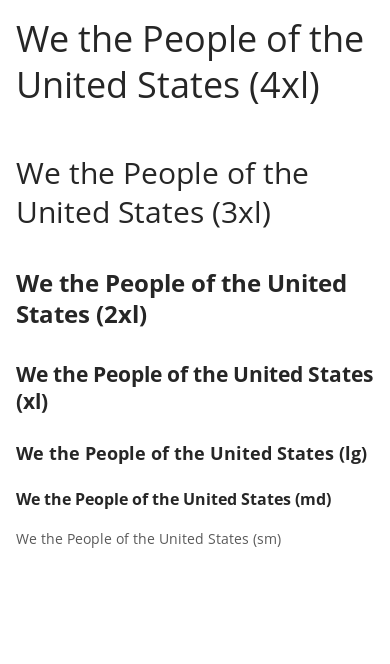 We the People of the
United States (4xl)
We the People of the
United States (3xl)
We the People of the United
States (2xl)
We the People of the United States
(xl)
We the People of the United States (lg)
We the People of the United States (md)
We the People of the United States (sm)